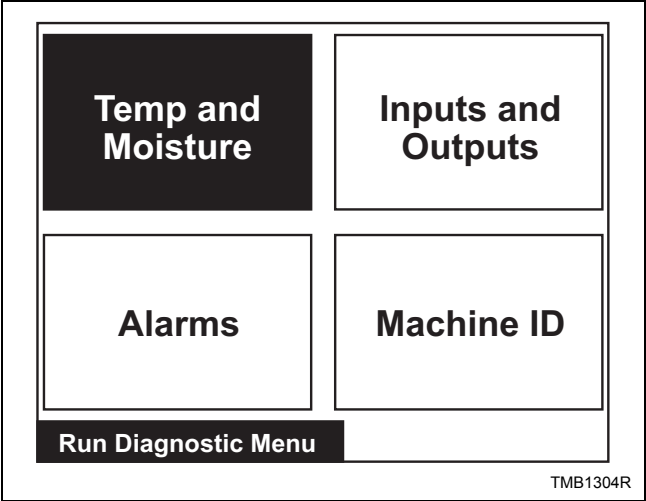 Temp and
Moisture
Inputs and
Outputs
Alarms
Machine ID
Run Diagnostic Menu
TMB1304R